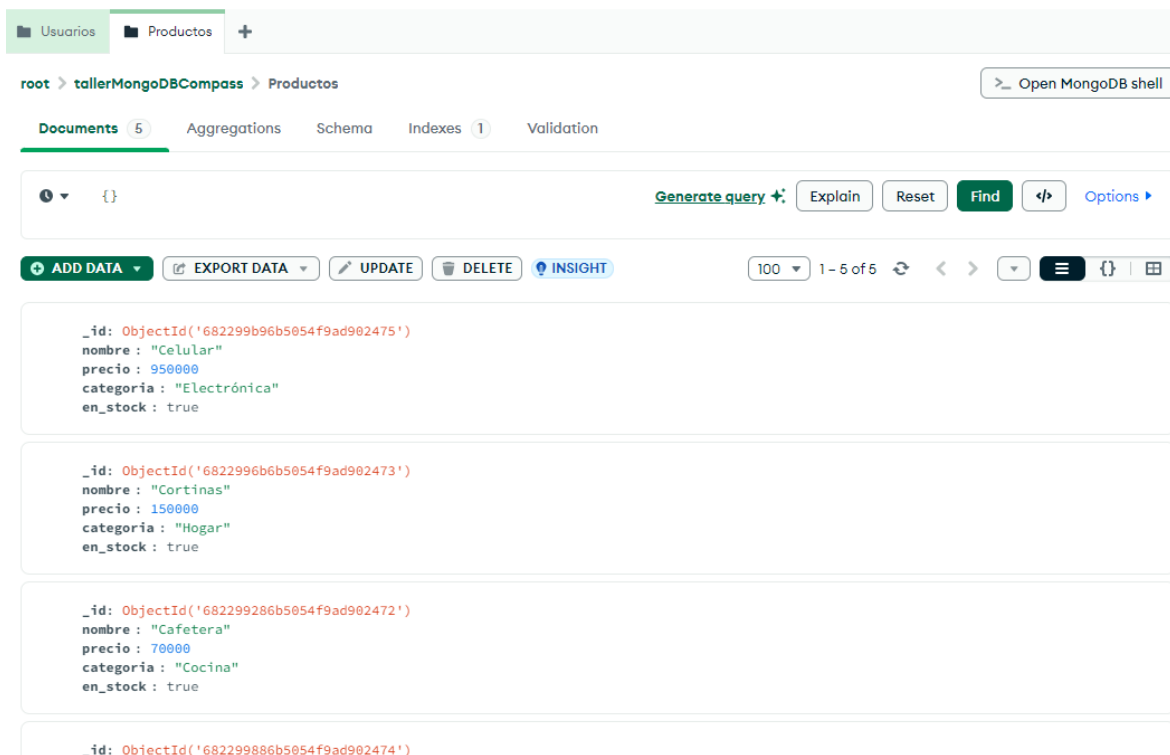 Usuarios Productos +
root > tallerMongoDBCompass > Productos >_ Open MongoDB shell
Documents 5 Aggregations Schema Indexes 1 Validation
{} Generate query Explain Reset Find </> Options
ADD DATA EXPORT DATA UPDATE DELETE INSIGHT 100 1 – 5 of 5 < > {}
_id: ObjectId('682299b96b5054f9ad902475')
nombre : "Celular"
precio : 950000
categoria : "Electrónica"
en_stock : true
_id: ObjectId('6822996b6b5054f9ad902473')
nombre : "Cortinas"
precio : 150000
categoria : "Hogar"
en_stock : true
_id: ObjectId('682299286b5054f9ad902472')
nombre : "Cafetera"
precio : 70000
categoria : "Cocina"
en_stock : true
_id: ObjectId('682299886b5054f9ad902474')